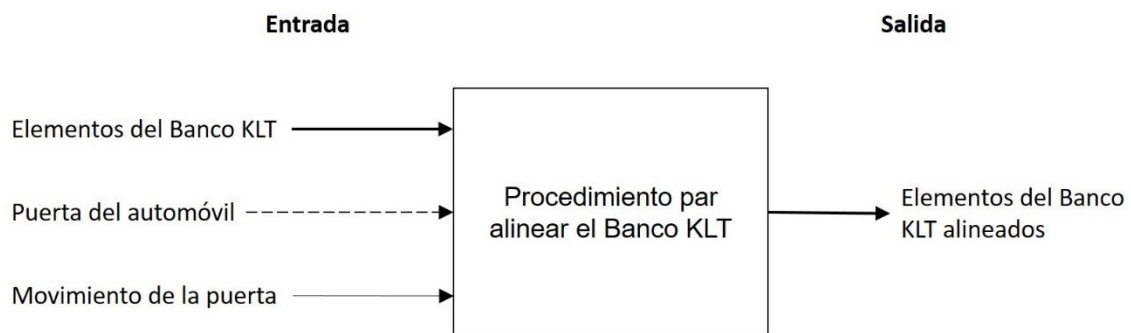 Entrada
Salida
Elementos del Banco KLT
Puerta del automóvil
Movimiento de la puerta
Procedimiento par
alinear el Banco KLT
Elementos del Banco
KLT alineados